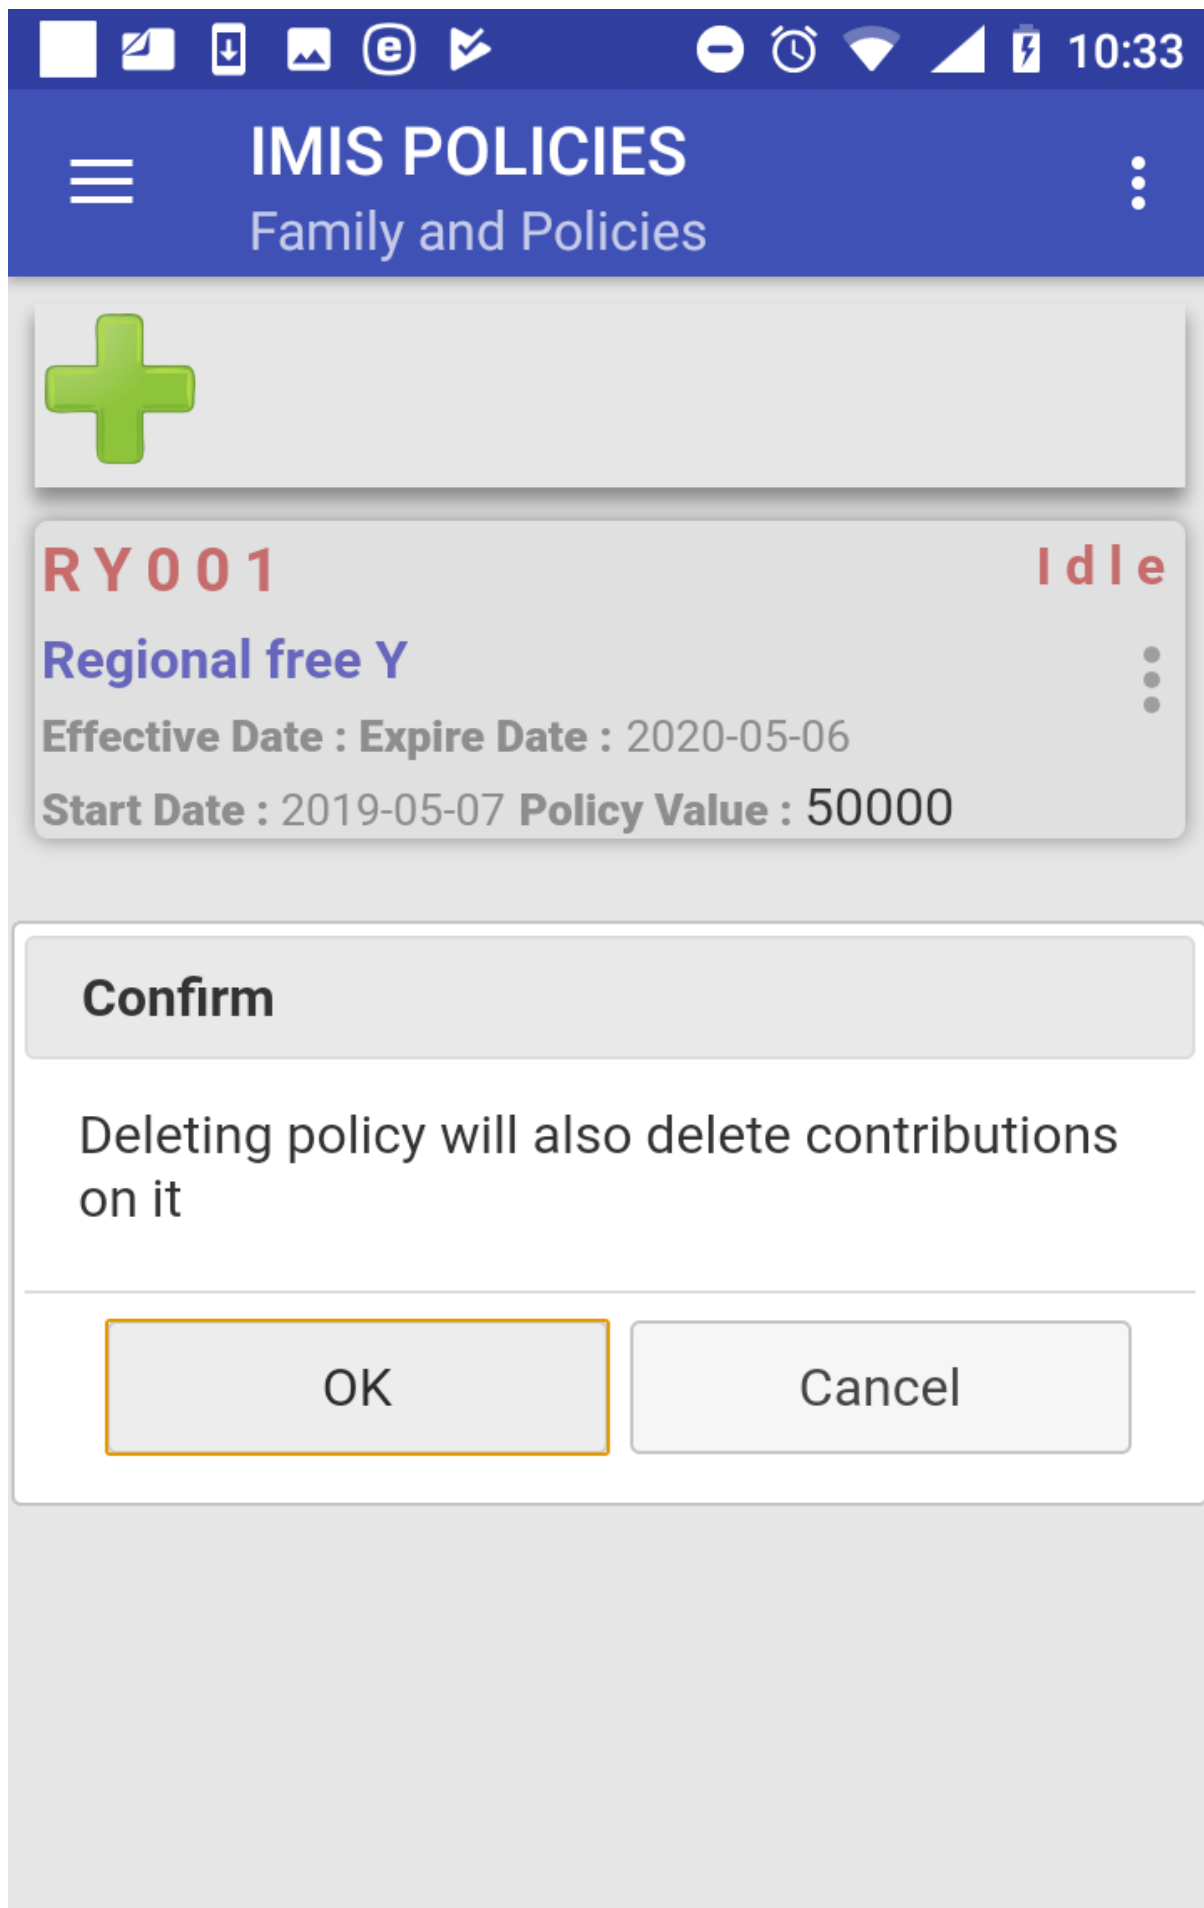 10:33
IMIS POLICIES
Family and Policies
RY001 Idle
Regional free Y
Effective Date : Expire Date : 2020-05-06
Start Date : 2019-05-07 Policy Value : 50000
Confirm
Deleting policy will also delete contributions
on it
OK Cancel